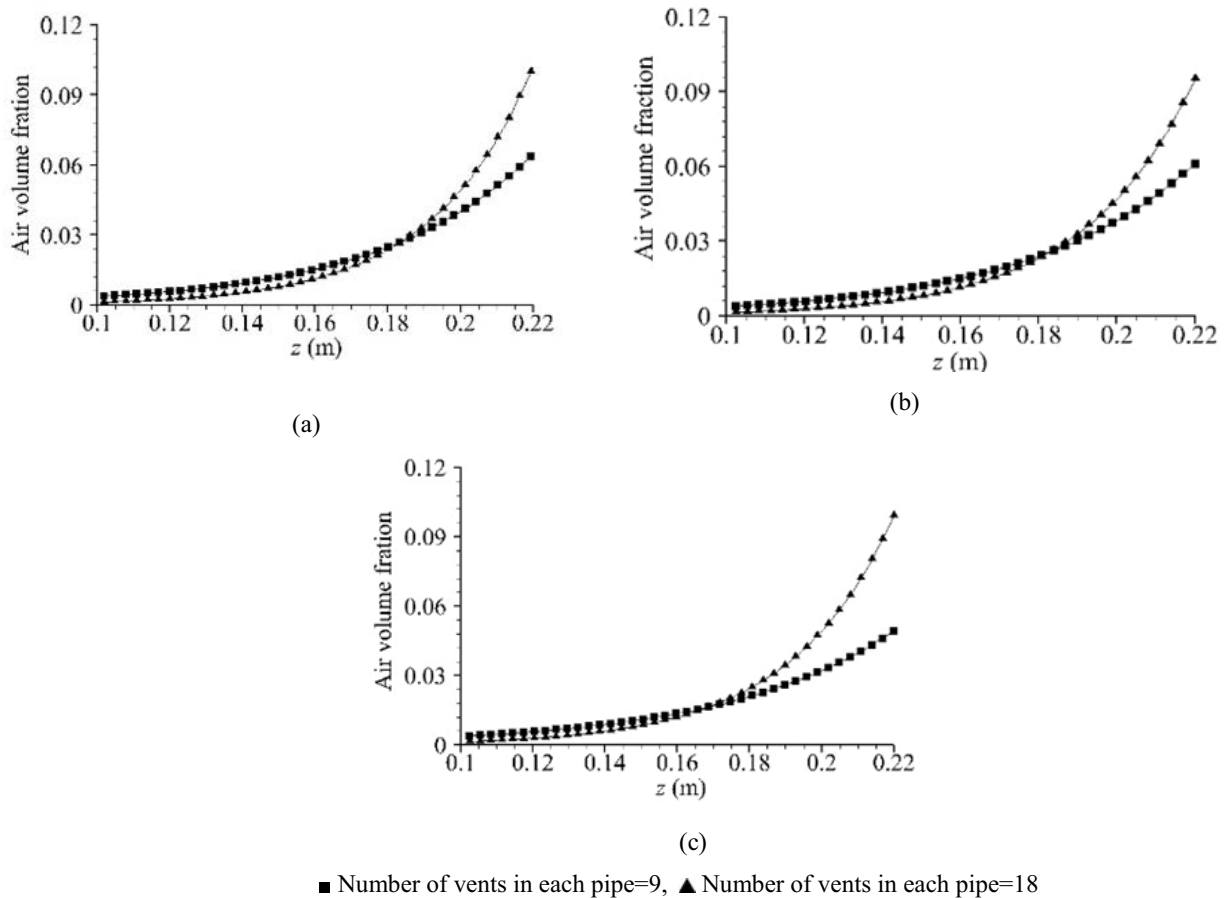 0.12
0.09
0.06
0.03
0
Air volume fration
0.1 0.12 0.14 0.16 0.18 0.2 0.22
z (m)
(a)
0.12
0.09
0.06
0.03
0
Air volume fraction
0.1 0.12 0.14 0.16 0.18 0.2 0.22
z (m)
(b)
0.12
0.09
0.06
0.03
0
Air volume fration
0.1 0.12 0.14 0.16 0.18 0.2 0.22
z (m)
(c)
■ Number of vents in each pipe=9, ▲ Number of vents in each pipe=18